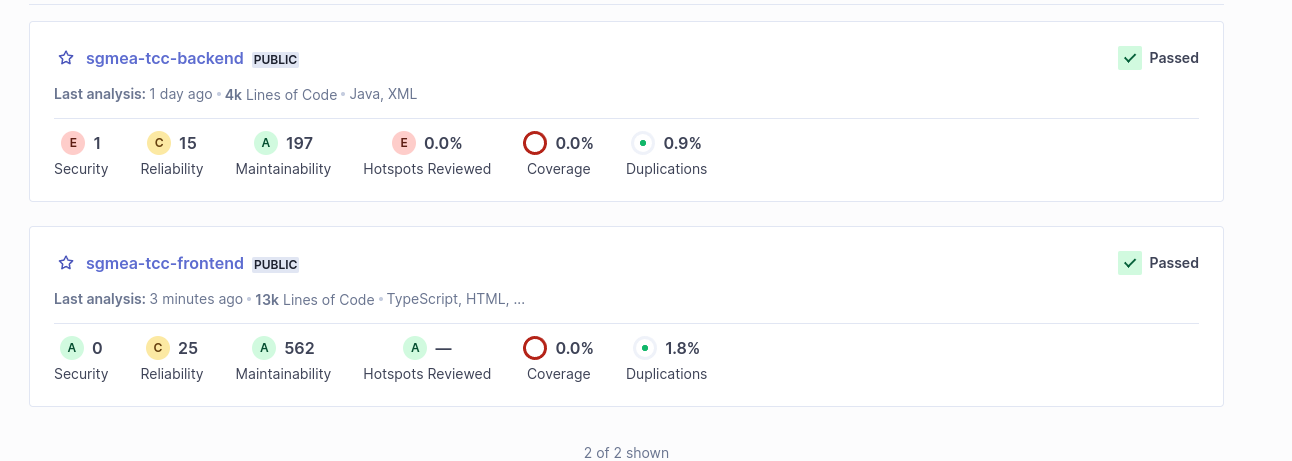 sgmea-tcc-backend PUBLIC Passed
Last analysis: 1 day ago • 4k Lines of Code • Java, XML
E 1 C 15 A 197 E 0.0% 0.0% 0.9%
Security Reliability Maintainability Hotspots Reviewed Coverage Duplications
sgmea-tcc-frontend PUBLIC Passed
Last analysis: 3 minutes ago • 13k Lines of Code • TypeScript, HTML, ...
A 0 C 25 A 562 A — 0.0% 1.8%
Security Reliability Maintainability Hotspots Reviewed Coverage Duplications
2 of 2 shown